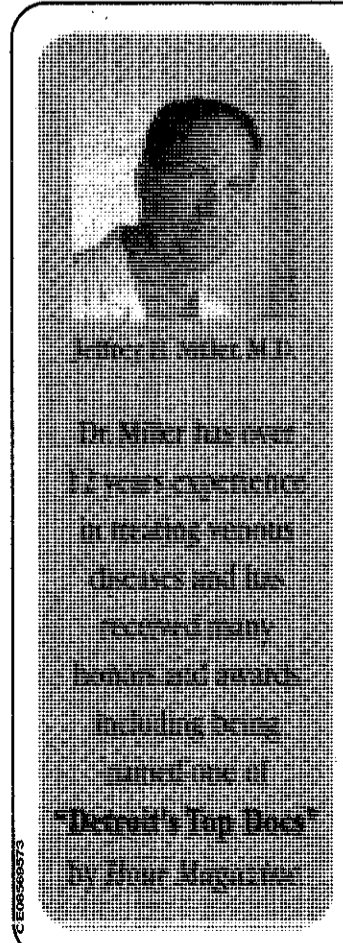 Jeffrey H. Miller, M.D.
Dr. Miller has over
12 years experience
in treating venous
diseases and has
received many
honors and awards
including being
named one of
"Detroit's Top Docs"
by Hour Magazine
CE08569573